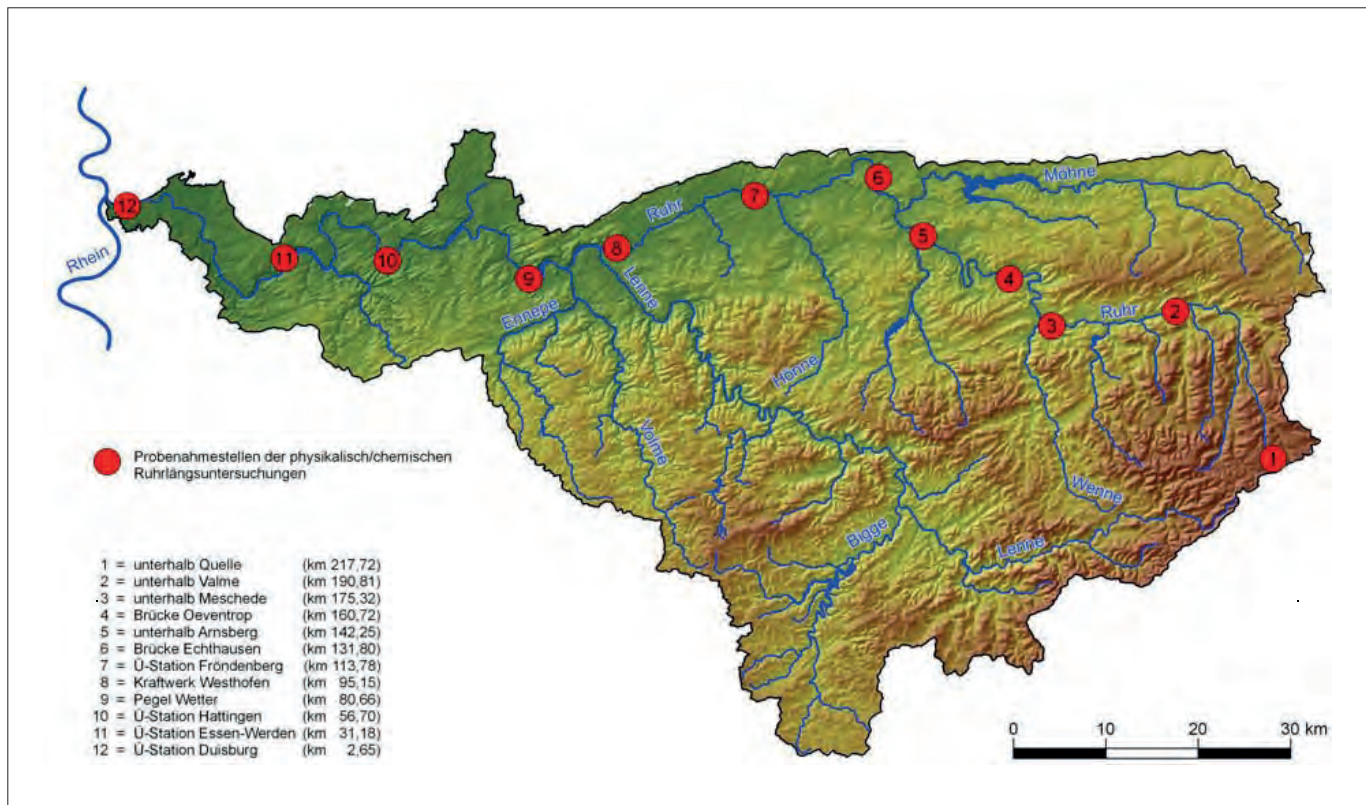 Rhein
12
11
10
9
8
7
6
5
4
3
2
1
Ruhr
Möhne
Lenne
Ennepe
Ruhr
Hönne
Volme
Wenne
Bigge
Lenne
Probenahmestellen der physikalisch/chemischen
Ruhrlängsuntersuchungen
1 = unterhalb Quelle (km 217,72)
2 = unterhalb Valme (km 190,81)
3 = unterhalb Meschede (km 175,32)
4 = Brücke Oeventrop (km 160,72)
5 = unterhalb Arnsberg (km 142,25)
6 = Brücke Echthausen (km 131,80)
7 = Ü-Station Fröndenberg (km 113,78)
8 = Kraftwerk Westhofen (km 95,15)
9 = Pegel Wetter (km 80,66)
10 = Ü-Station Hattingen (km 56,70)
11 = Ü-Station Essen-Werden (km 31,18)
12 = Ü-Station Duisburg (km 2,65)
0 10 20 30 km